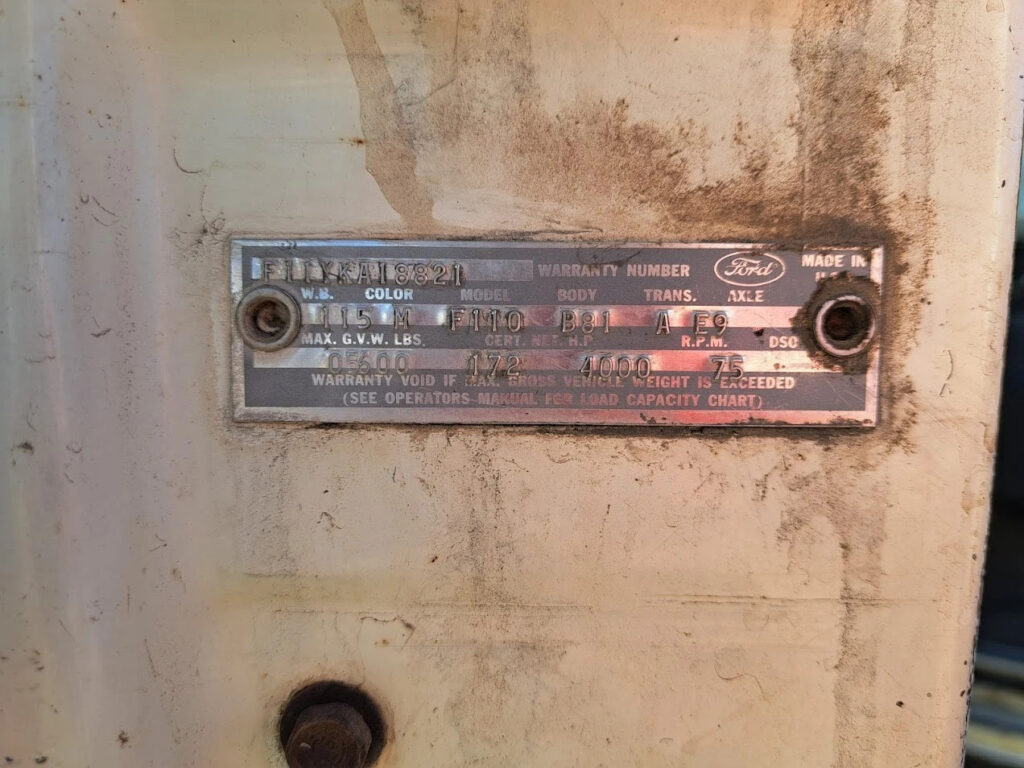 F11YKA18821 WARRANTY NUMBER Ford MADE IN
W.B. COLOR MODEL BODY TRANS. AXLE
115 M F110 B81 A E9
MAX. G.V.W. LBS. CERT. NET. H.P. R.P.M. DSO
05600 172 4000 75
WARRANTY VOID IF MAX. GROSS VEHICLE WEIGHT IS EXCEEDED
(SEE OPERATORS MANUAL FOR LOAD CAPACITY CHART)